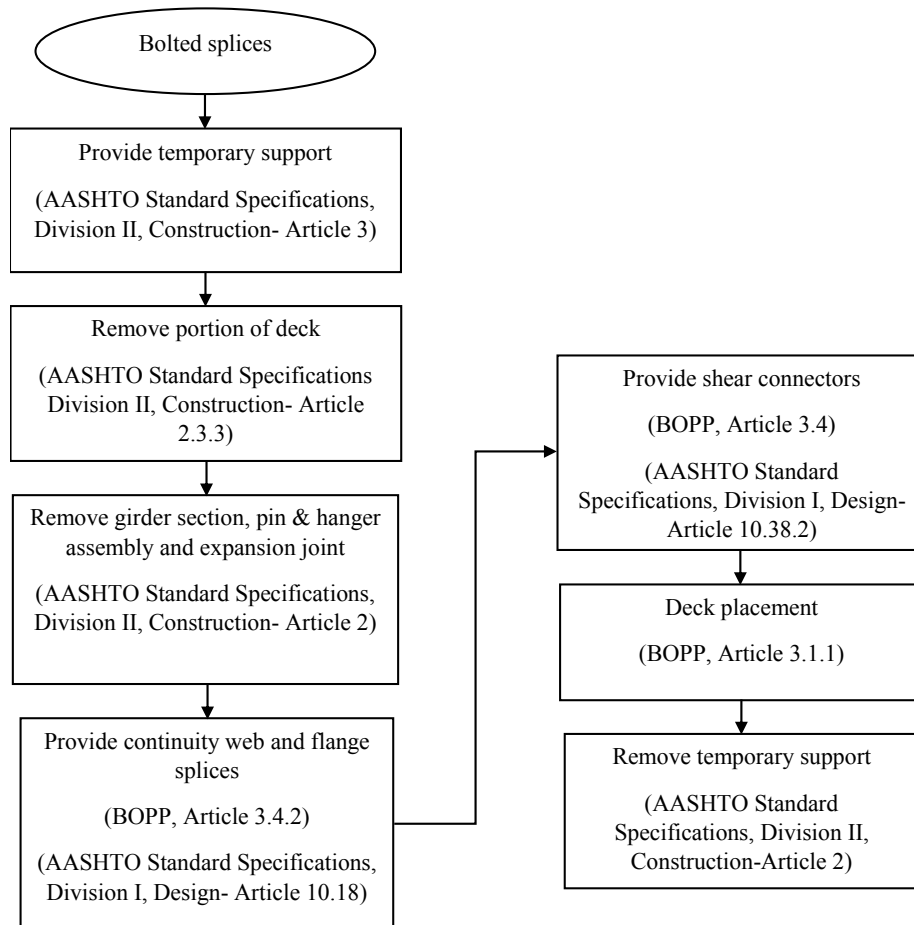 Bolted splices
Provide temporary support
(AASHTO Standard Specifications,
Division II, Construction- Article 3)
Remove portion of deck
(AASHTO Standard Specifications
Division II, Construction- Article
2.3.3)
Remove girder section, pin & hanger
assembly and expansion joint
(AASHTO Standard Specifications,
Division II, Construction- Article 2)
Provide continuity web and flange
splices
(BOPP, Article 3.4.2)
(AASHTO Standard Specifications,
Division I, Design- Article 10.18)
Provide shear connectors
(BOPP, Article 3.4)
(AASHTO Standard
Specifications, Division I, Design-
Article 10.38.2)
Deck placement
(BOPP, Article 3.1.1)
Remove temporary support
(AASHTO Standard
Specifications, Division II,
Construction-Article 2)